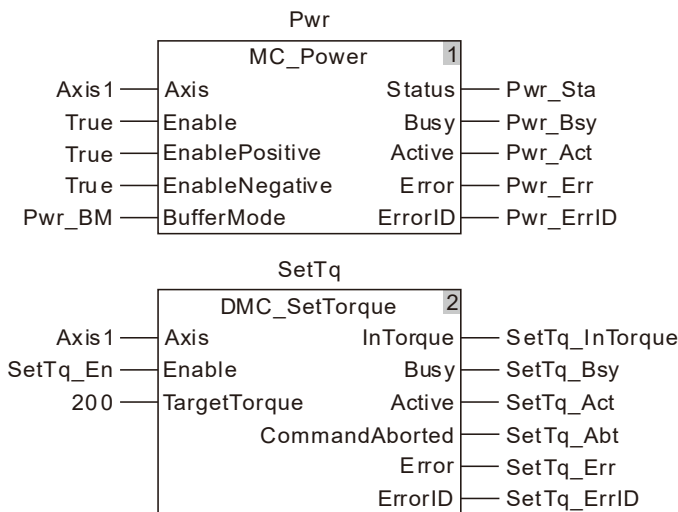 Pwr
MC_Power 1
Axis1 Axis Status Pwr_Sta
True Enable Busy Pwr_Bsy
True EnablePositive Active Pwr_Act
True EnableNegative Error Pwr_Err
Pwr_BM BufferMode ErrorID Pwr_ErrID
SetTq
DMC_SetTorque 2
Axis1 Axis InTorque SetTq_InTorque
SetTq_En Enable Busy SetTq_Bsy
200 TargetTorque Active SetTq_Act
CommandAborted SetTq_Abt
Error SetTq_Err
ErrorID SetTq_ErrID